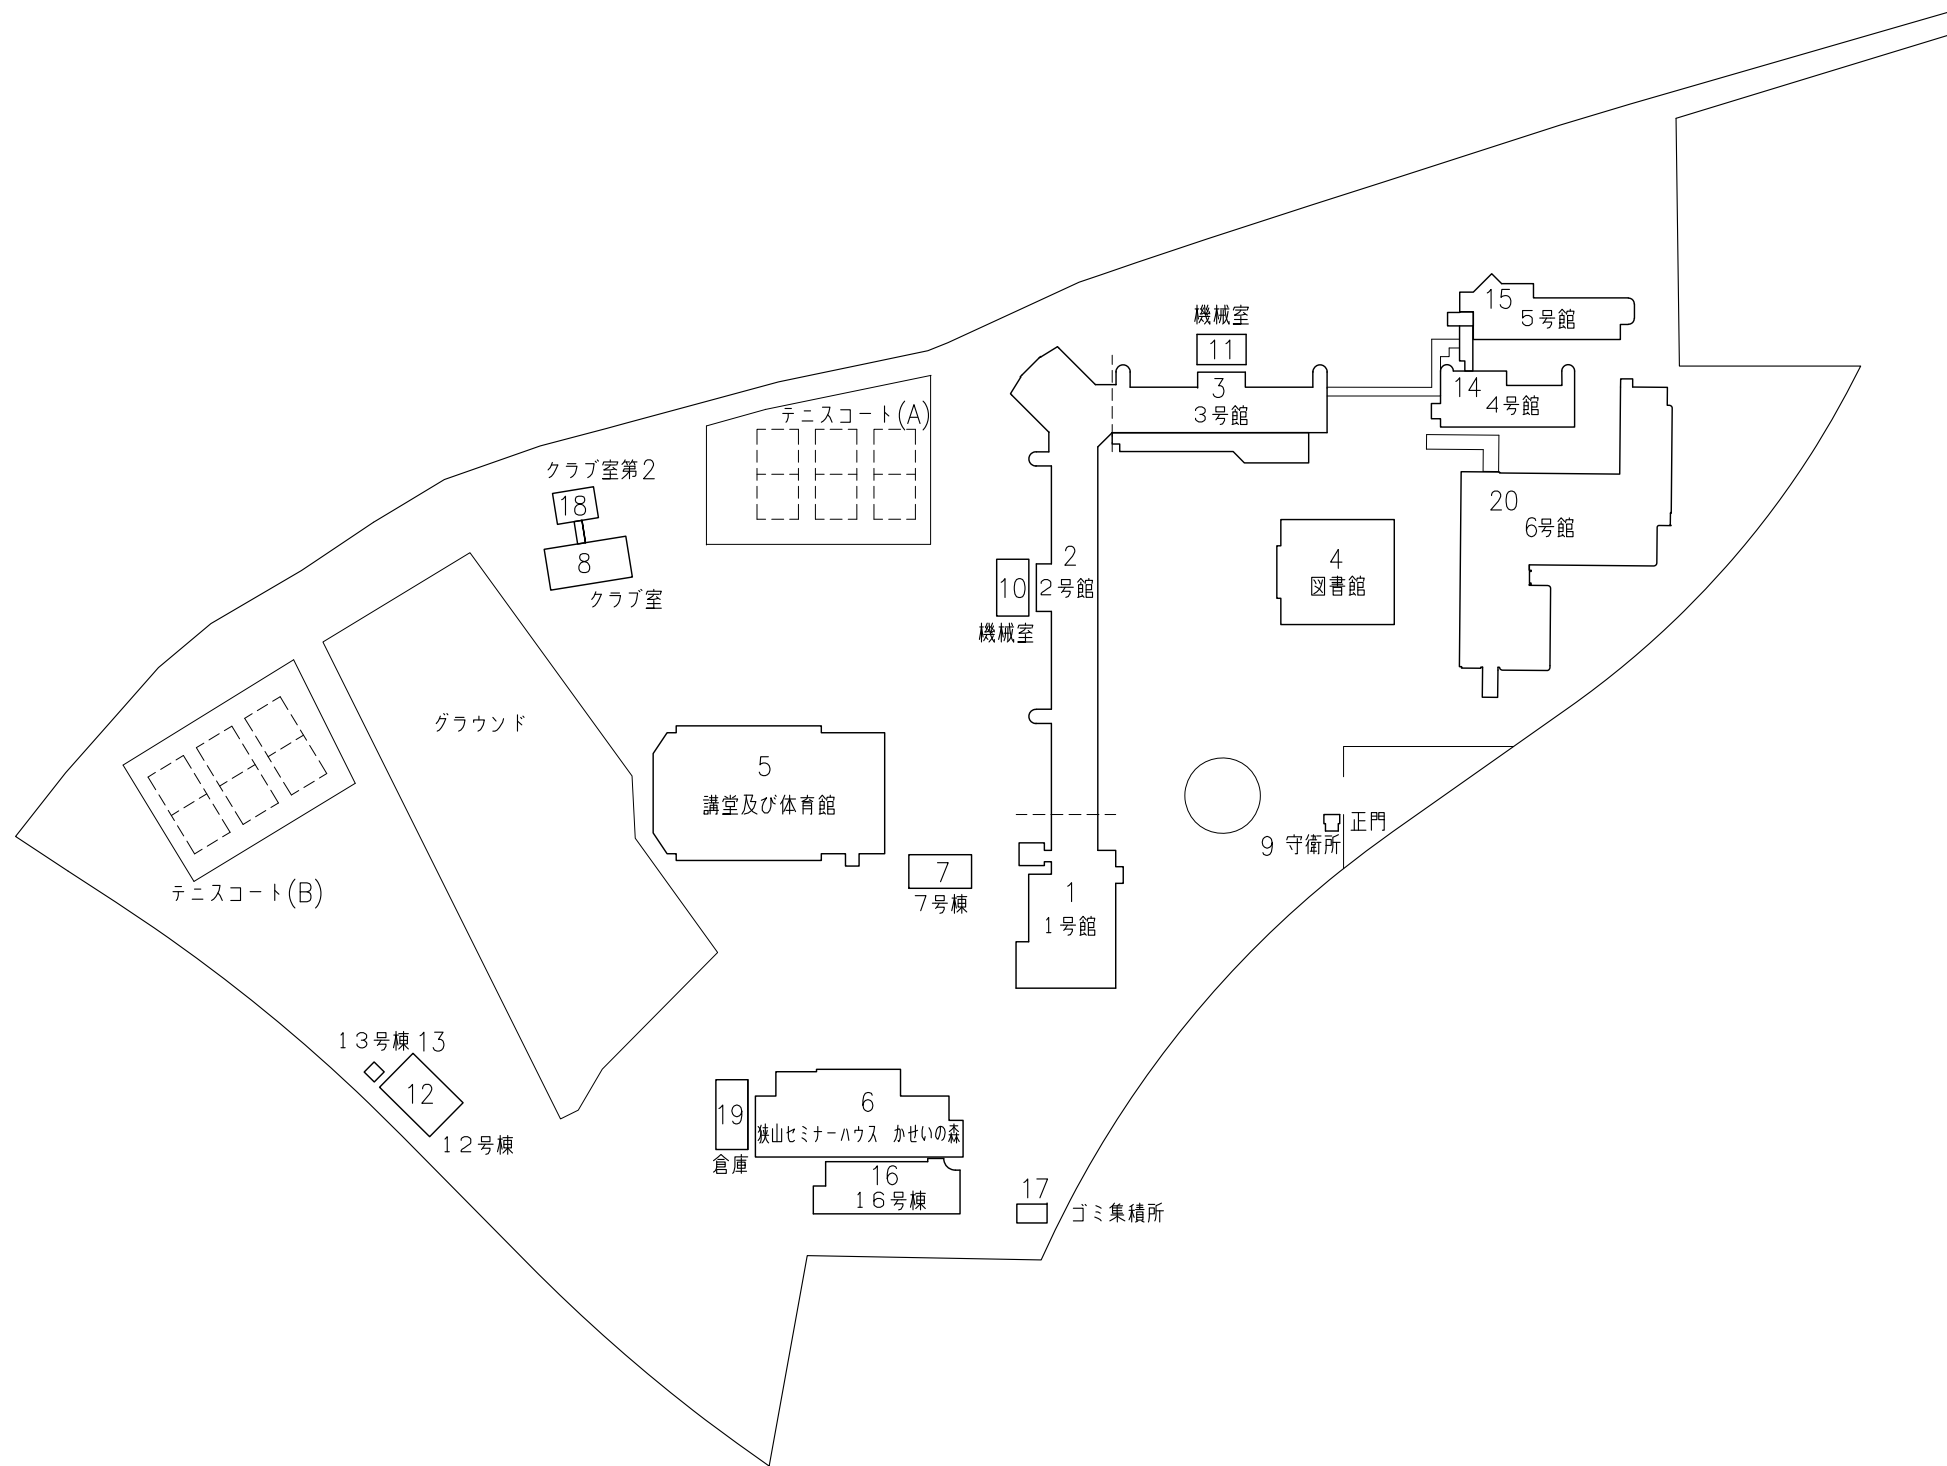 15
5号館
機械室
11
14
3
4号館
3号館
テニスコート(A)
クラブ室第2
18
20
6号館
2
4
8
10
2号館
図書館
クラブ室
機械室
グラウンド
5
講堂及び体育館
正門
9 守衛所
7
1
テニスコート(B)
7号棟
1号館
13号棟 13
12
6
19
狭山セミナーハウス　かせいの森
12号棟
倉庫
16
17
16号棟
ゴミ集積所